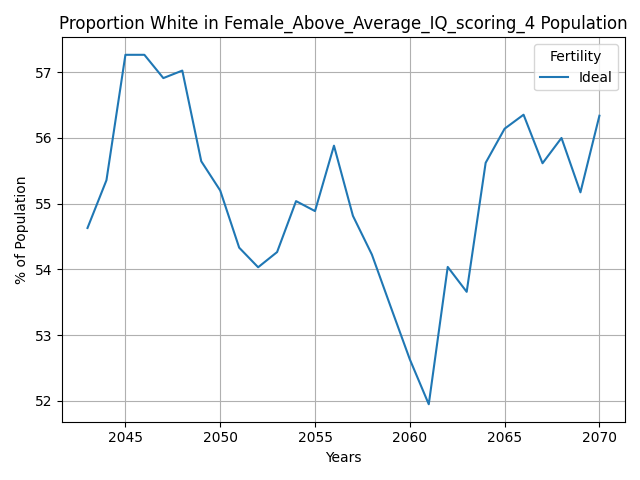 Proportion White in Female_Above_Average_IQ_scoring_4 Population
Fertility
Ideal
% of Population
57
56
55
54
53
52
2045 2050 2055 2060 2065 2070
Years